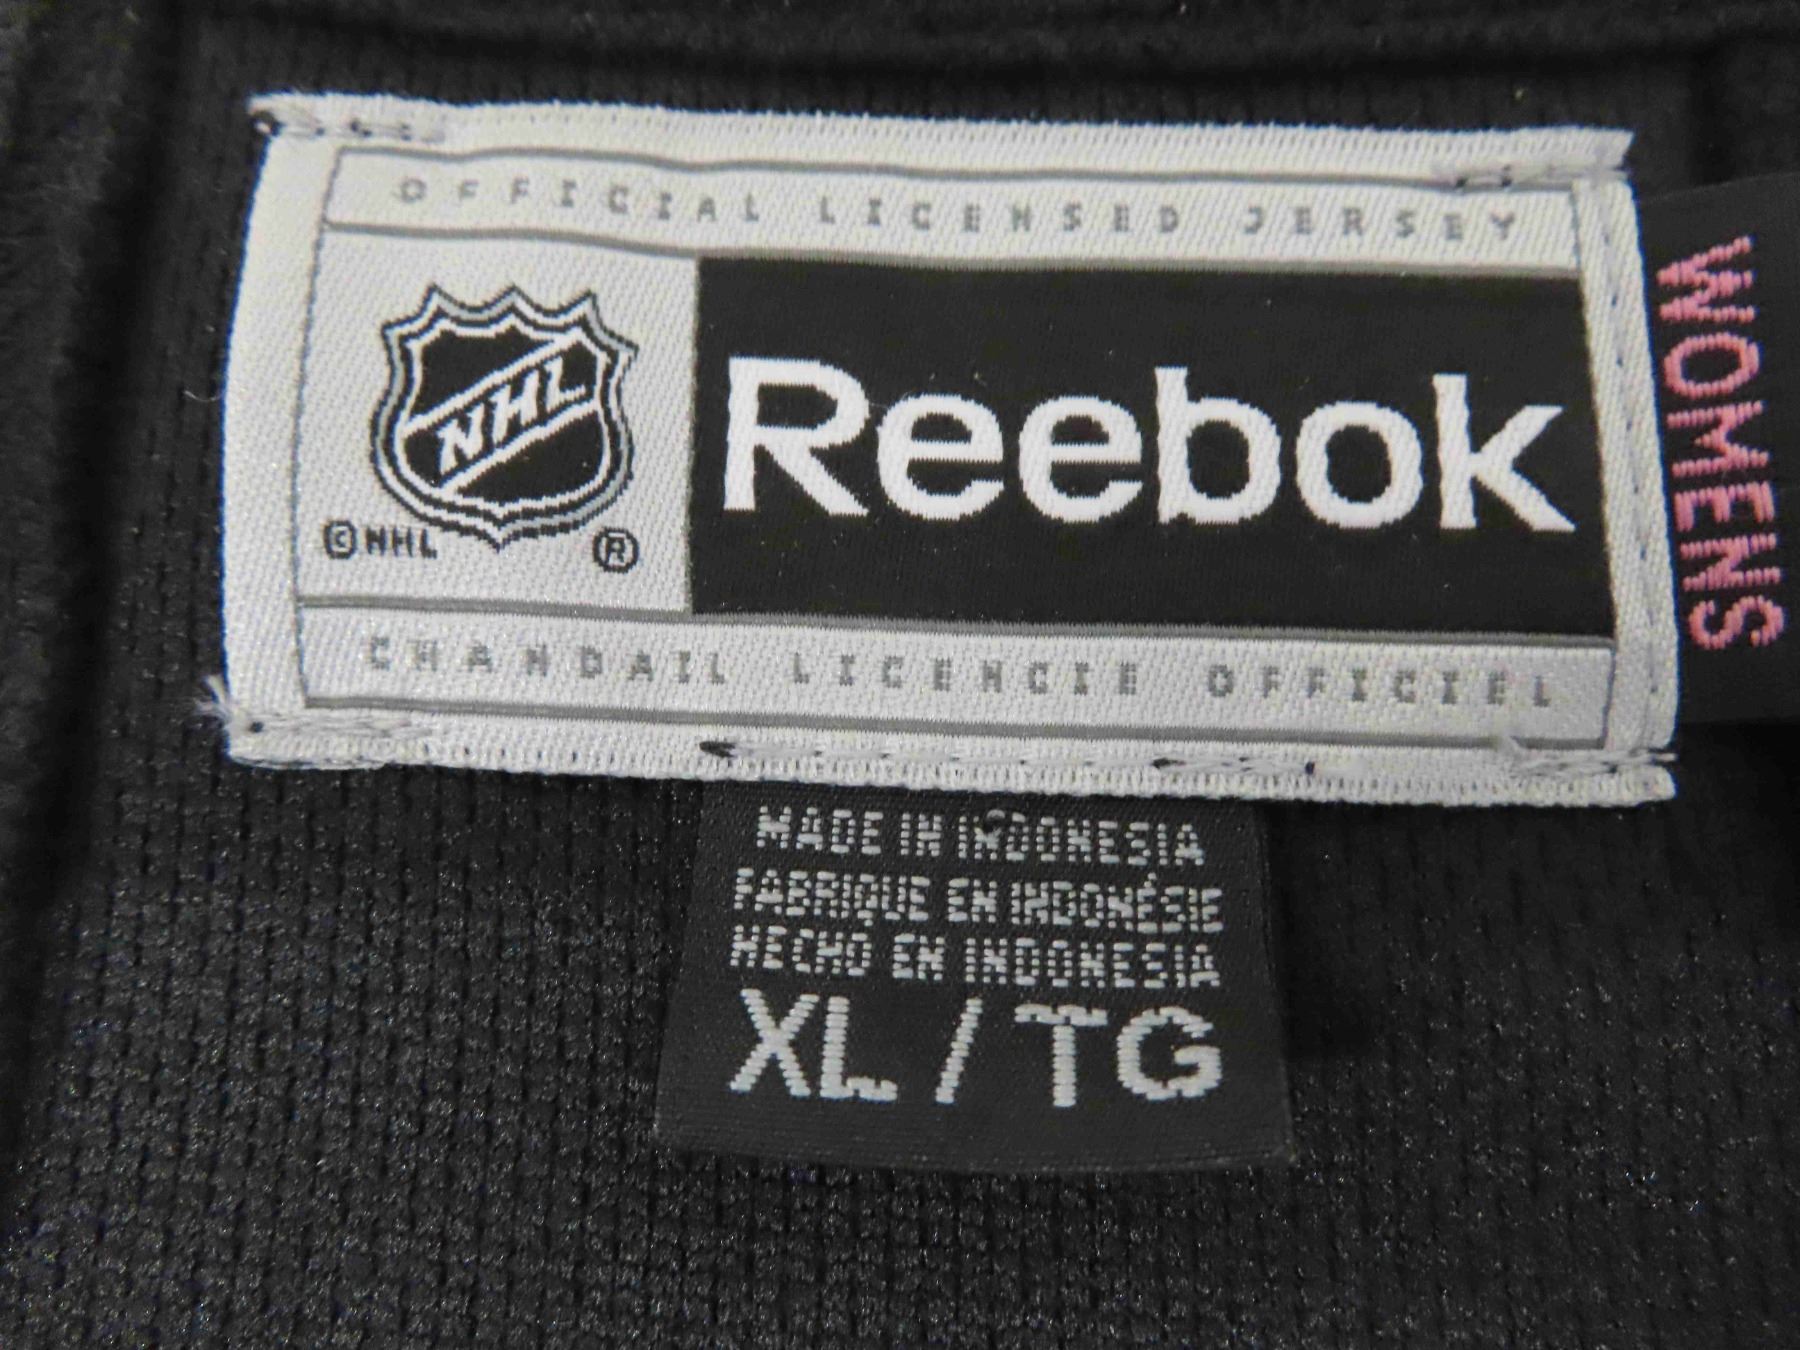 OFFICIAL LICENSED JERSEY
NHL
© NHL
®
Reebok
CHANDAIL LICENCIE OFFICIEL
WOMENS
MADE IN INDONESIA
FABRIQUE EN INDONÉSIE
HECHO EN INDONESIA
XL / TG